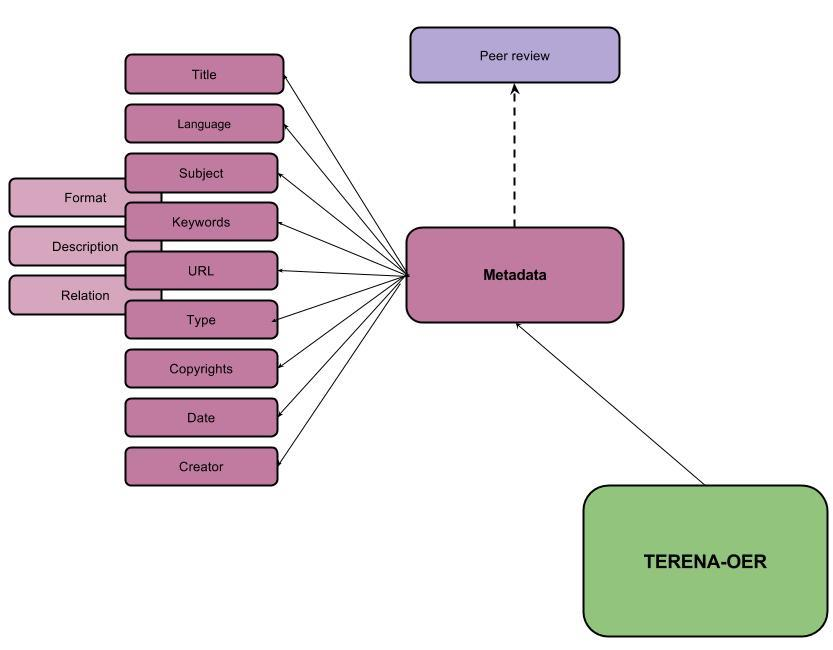 Peer review
Title
Language
Subject
Format
Keywords
Description
URL
Metadata
Relation
Type
Copyrights
Date
Creator
TERENA-OER